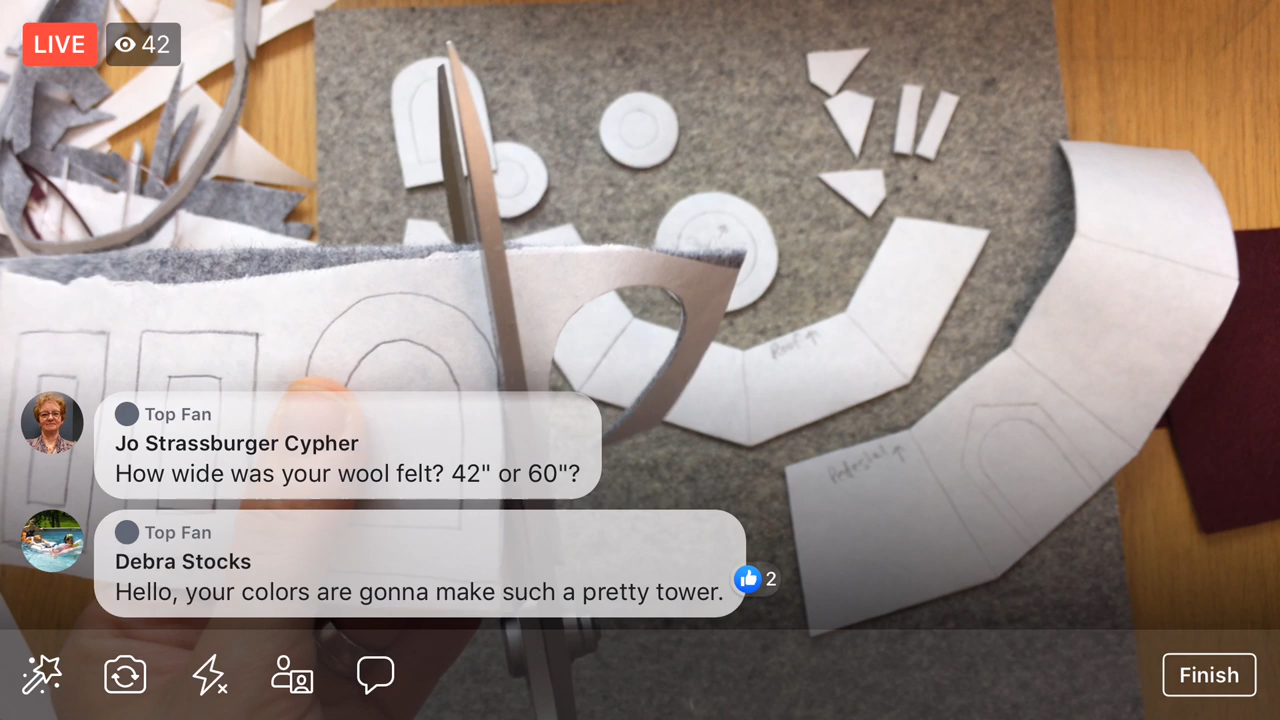 LIVE
42
Roof ↑
Top Fan
Jo Strassburger Cypher
How wide was your wool felt? 42" or 60"?
Top Fan
Debra Stocks
Hello, your colors are gonna make such a pretty tower.
2
Finish